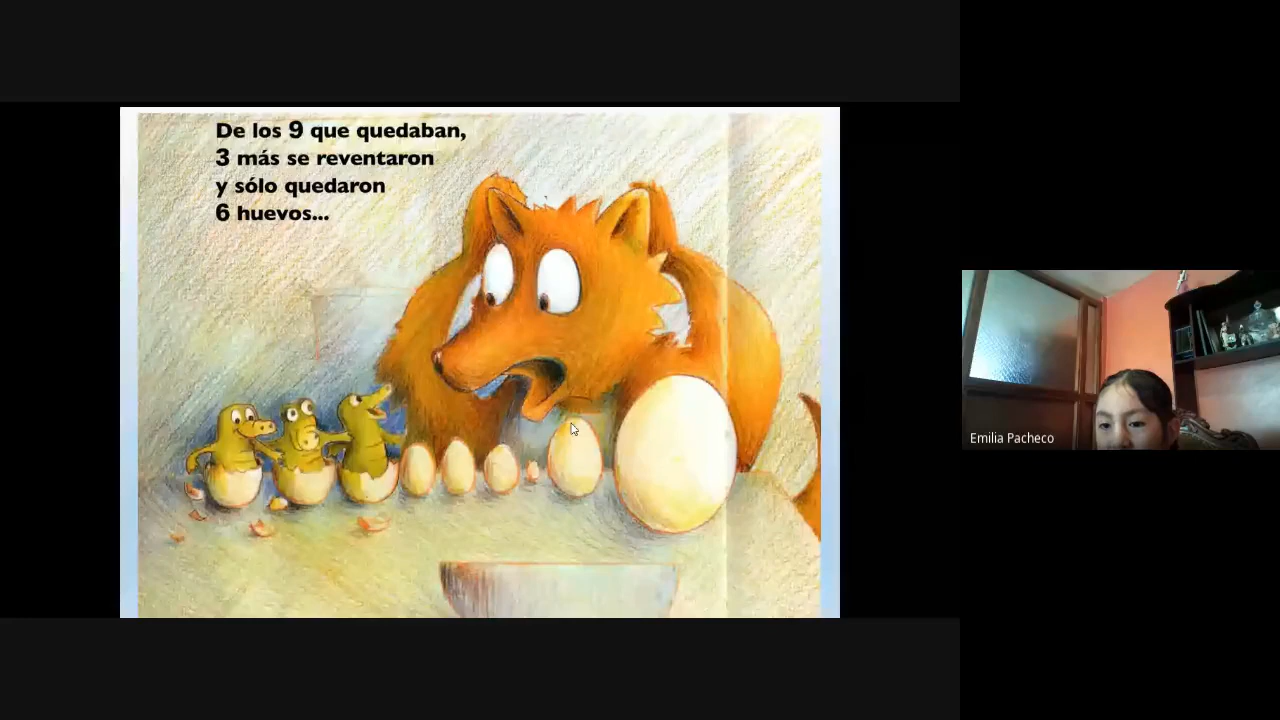 De los 9 que quedaban,
3 más se reventaron
y sólo quedaron
6 huevos...
Emilia Pacheco